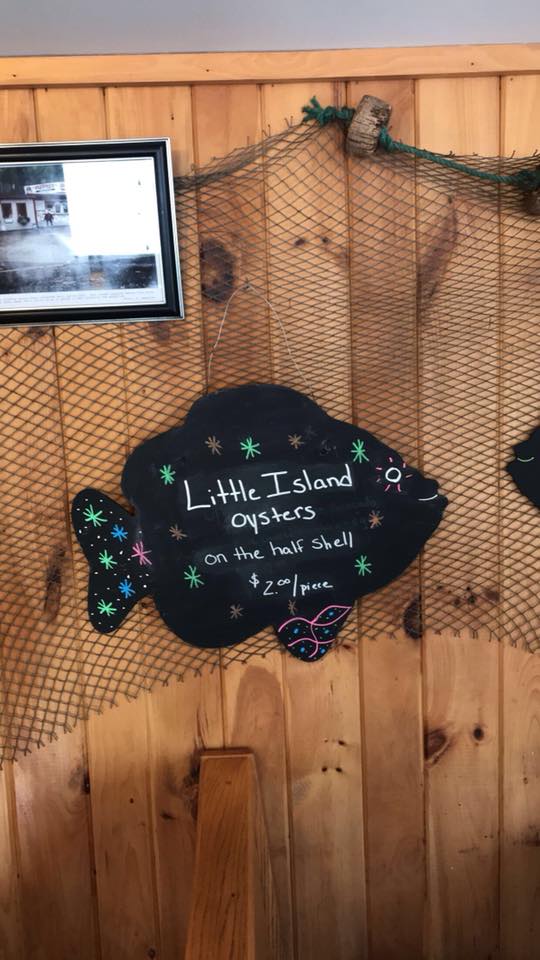 Little Island
oysters
on the half shell
$2.00/piece